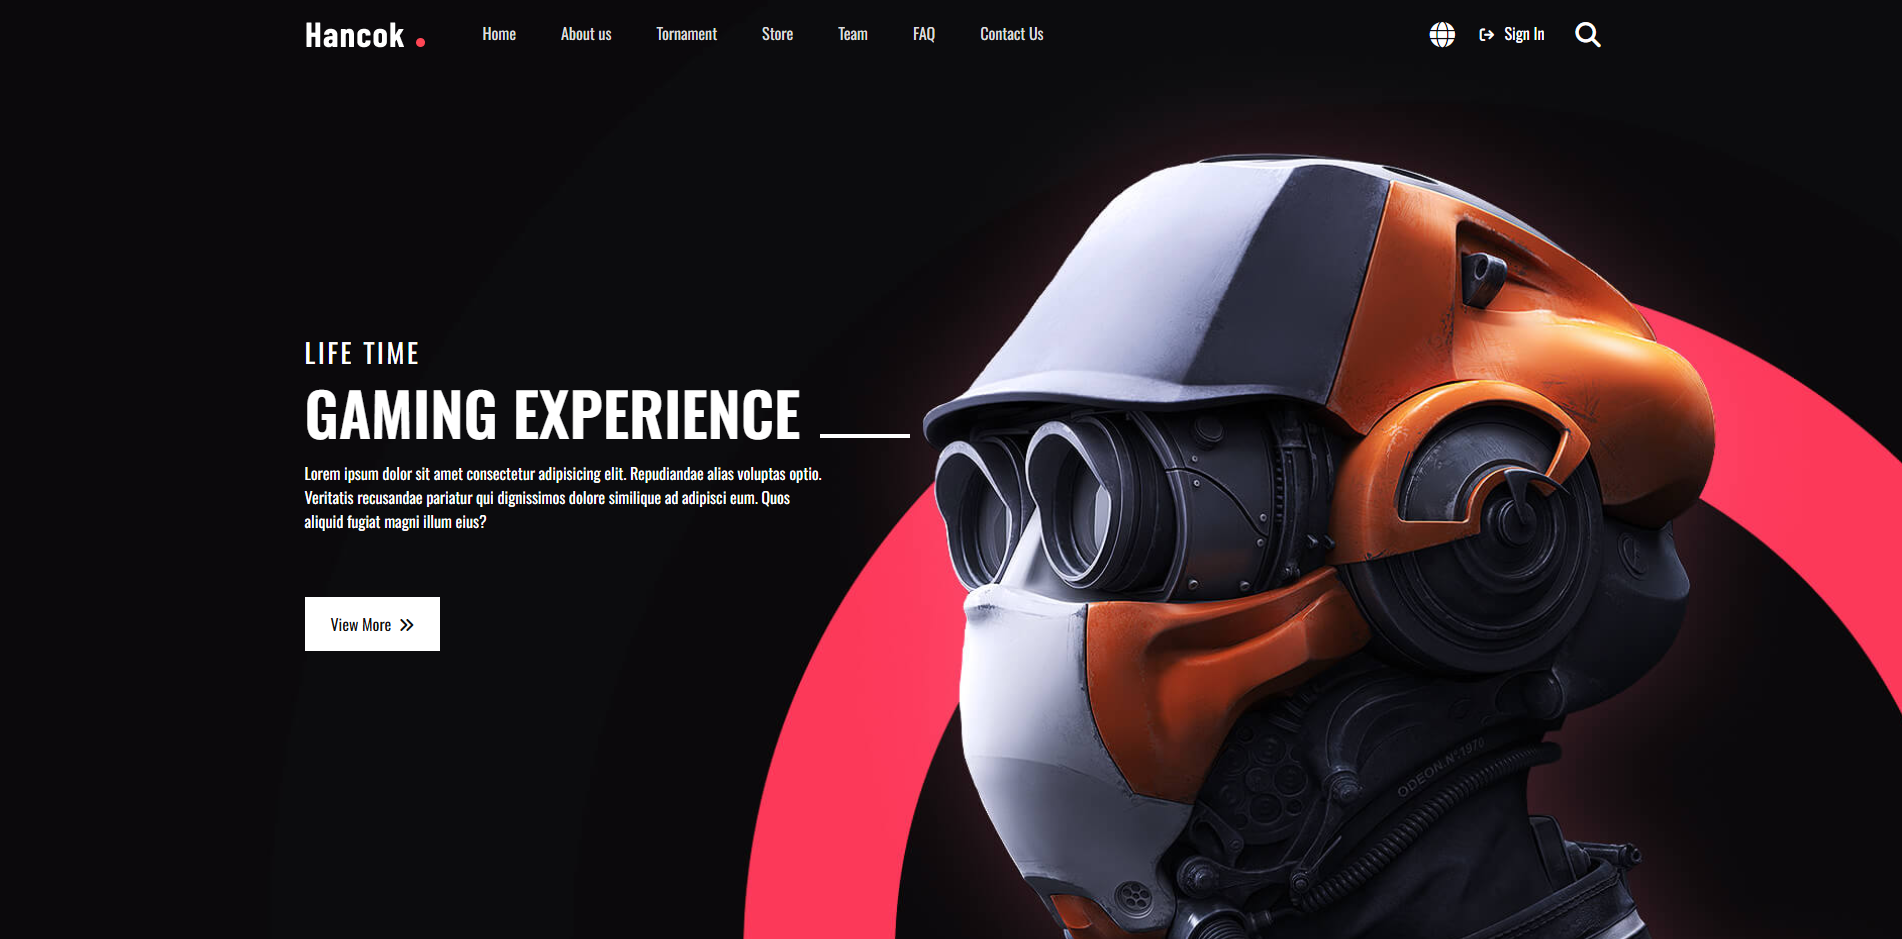 Hancok
Home About us Tornament Store Team FAQ Contact Us
Sign In
LIFE TIME
GAMING EXPERIENCE
Lorem ipsum dolor sit amet consectetur adipisicing elit. Repudiandae alias voluptas optio.
Veritatis recusandae pariatur qui dignissimos dolore similique ad adipisci eum. Quos
aliquid fugiat magni illum eius?
View More
ODEON.Nº.1970